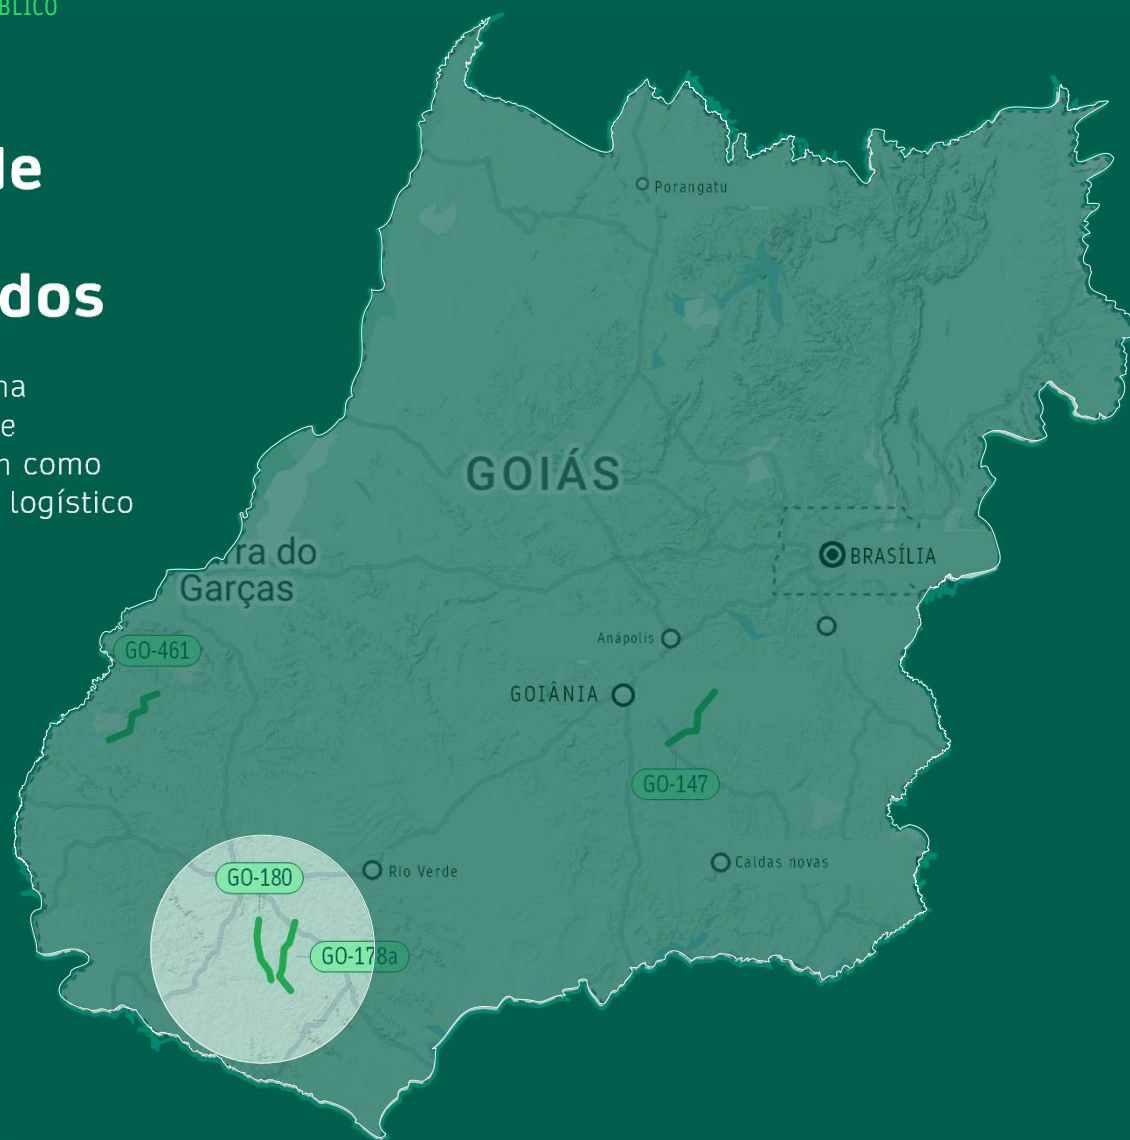 BLICO
de
dos
na
e
n como
logístico
Porangatu
GOIÁS
BRASÍLIA
rra do
Garças
Anápolis
GO-461
GOIÂNIA
GO-147
Caldas novas
GO-180
Rio Verde
GO-178a